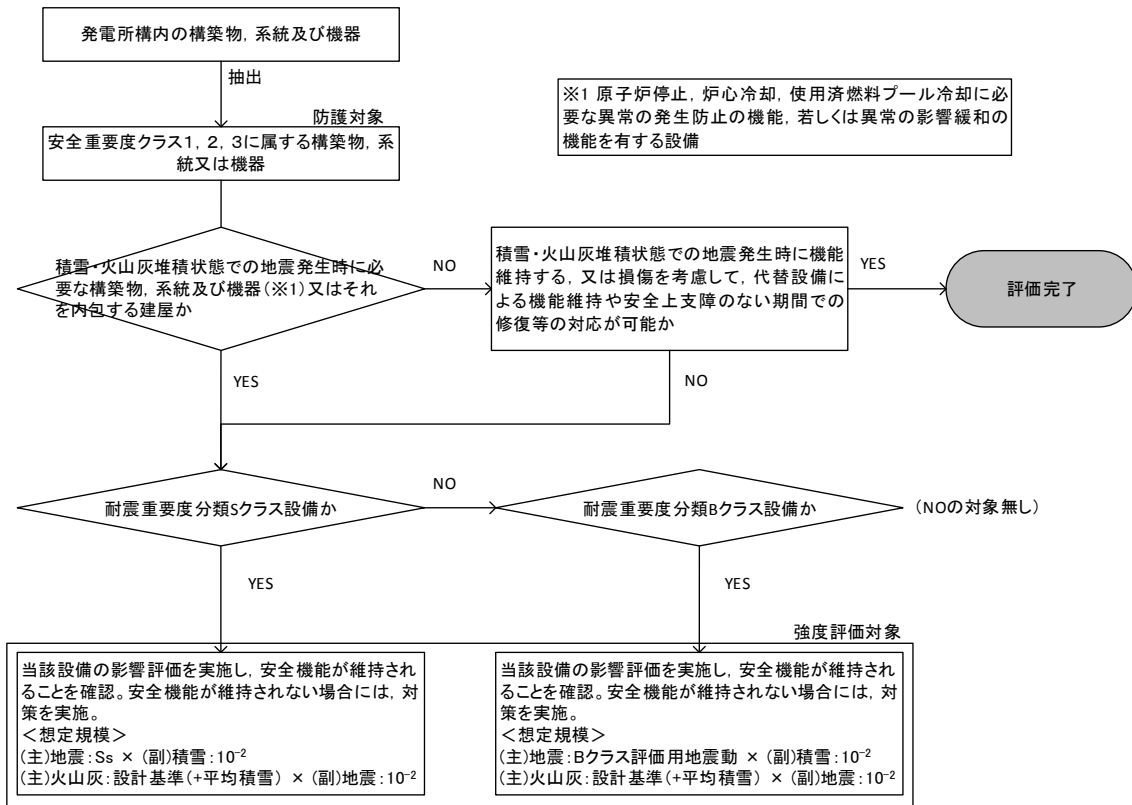 発電所構内の構築物，系統及び機器
抽出
防護対象
安全重要度クラス1，2，3に属する構築物，系
統又は機器
※1 原子炉停止，炉心冷却，使用済燃料プール冷却に必
要な異常の発生防止の機能，若しくは異常の影響緩和の
機能を有する設備
積雪・火山灰堆積状態での地震発生時に必
要な構築物，系統及び機器（※1）又はそれ
を内包する建屋か
NO
積雪・火山灰堆積状態での地震発生時に機能
維持する，又は損傷を考慮して，代替設備に
よる機能維持や安全上支障のない期間での
修復等の対応が可能か
YES
評価完了
YES
NO
耐震重要度分類Sクラス設備か
NO
耐震重要度分類Bクラス設備か
（NOの対象無し）
YES
YES
強度評価対象
当該設備の影響評価を実施し，安全機能が維持され
ることを確認。安全機能が維持されない場合には，対
策を実施。
＜想定規模＞
(主)地震：Ss × (副)積雪：10⁻²
(主)火山灰：設計基準(+平均積雪) × (副)地震：10⁻²
当該設備の影響評価を実施し，安全機能が維持され
ることを確認。安全機能が維持されない場合には，対
策を実施。
＜想定規模＞
(主)地震：Bクラス評価用地震動 × (副)積雪：10⁻²
(主)火山灰：設計基準(+平均積雪) × (副)地震：10⁻²